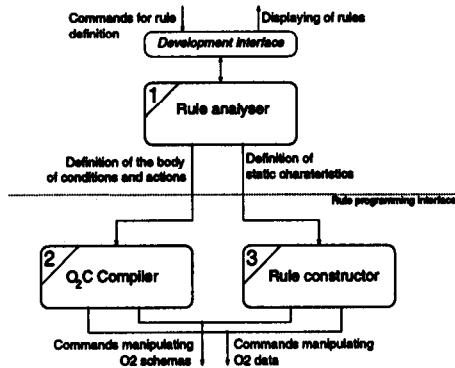 Commands for rule
definition
Displaying of rules
Development Interface
1
Rule analyser
Definition of the body
of conditions and actions
Definition of
static charateristics
Rule programming interface
2
O2C Compiler
3
Rule constructor
Commands manipulating
O2 schemas
Commands manipulating
O2 data